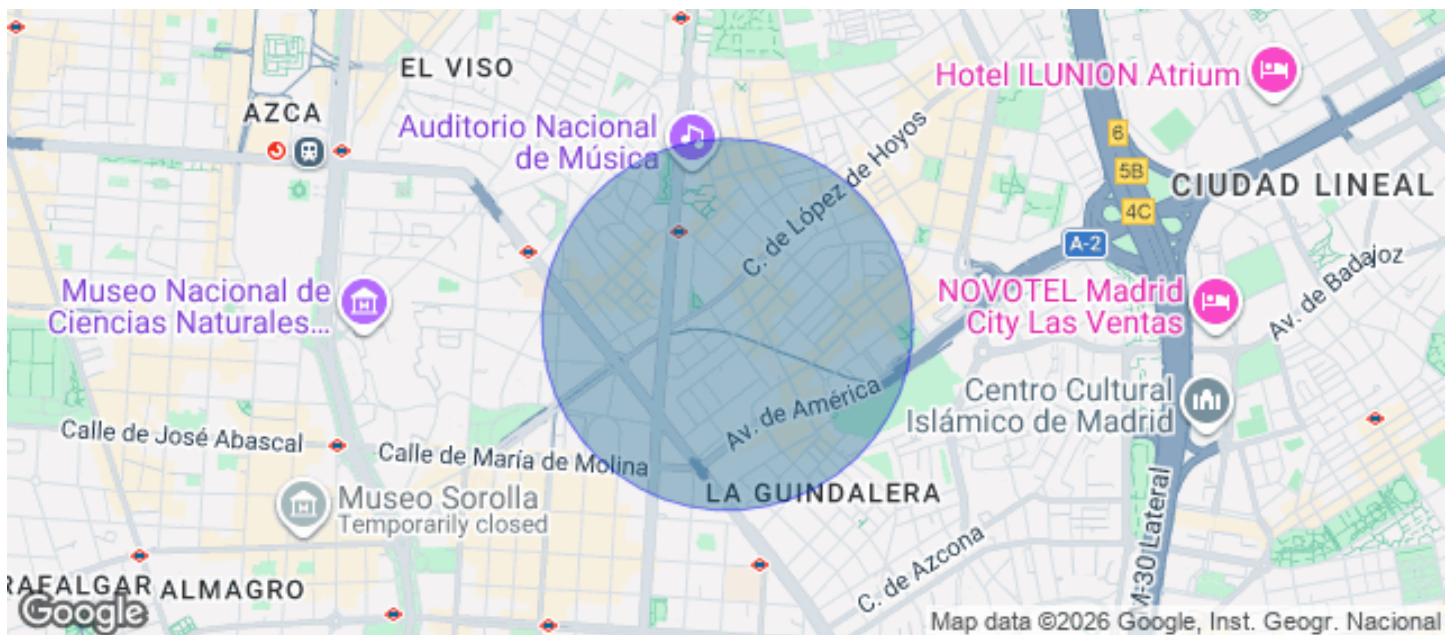 EL VISO
Hotel ILUNION Atrium
AZCA
Auditorio Nacional
de Música
6
5B
4C
C. de López de Hoyos
CIUDAD LINEAL
A-2
Av. de Badajoz
Museo Nacional de
Ciencias Naturales...
NOVOTEL Madrid
City Las Ventas
Av. de América
Centro Cultural
Islámico de Madrid
Calle de José Abascal
Calle de María de Molina
Museo Sorolla
Temporarily closed
LA GUINDALERA
M-30 Lateral
C. de Azcona
RAFALGAR
ALMAGRO
Google
Map data ©2026 Google, Inst. Geogr. Nacional